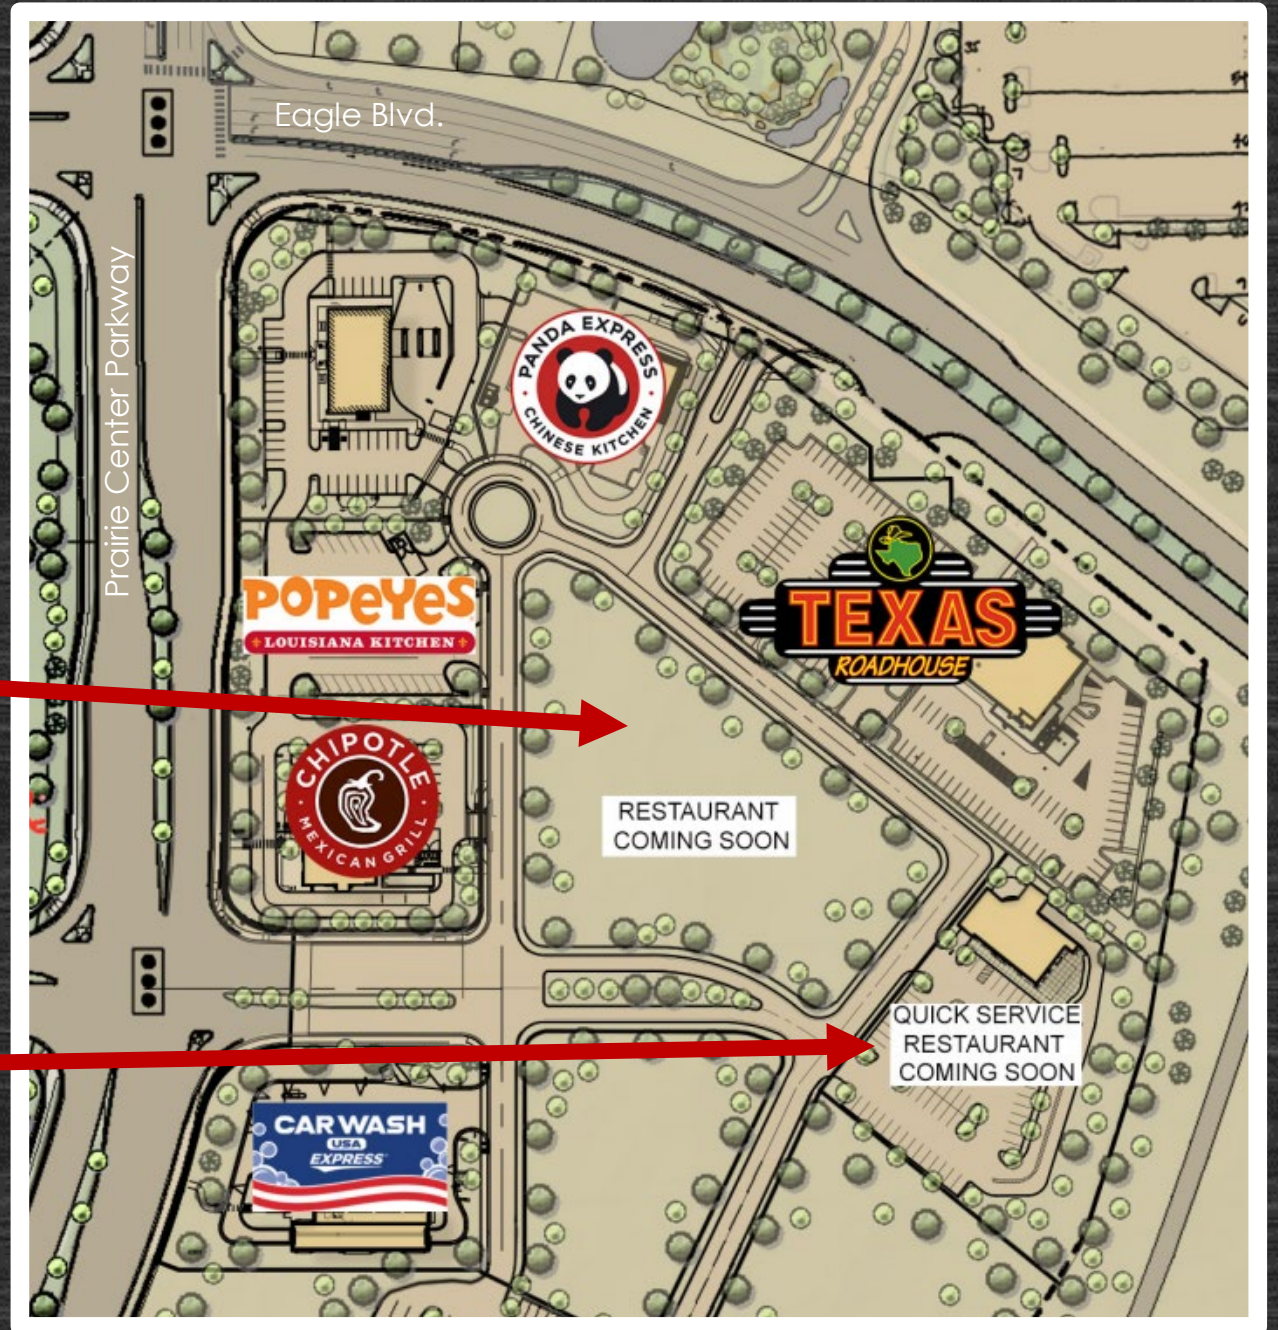 Eagle Blvd.
Prairie Center Parkway
35
PANDA EXPRESS
CHINESE KITCHEN
POPEYES
LOUISIANA KITCHEN
TEXAS
ROADHOUSE
CHIPOTLE
MEXICAN GRILL
RESTAURANT
COMING SOON
QUICK SERVICE
RESTAURANT
COMING SOON
CAR WASH
USA
EXPRESS